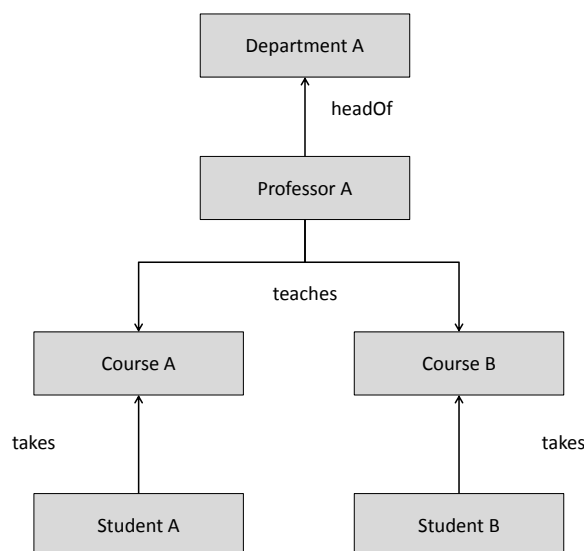 Department A
headOf
Professor A
teaches
Course A
Course B
takes
takes
Student A
Student B